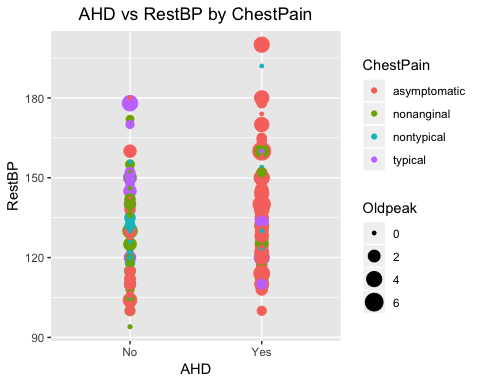 AHD vs RestBP by ChestPain
RestBP
180
150
120
90
No
Yes
AHD
ChestPain
asymptomatic
nonanginal
nontypical
typical
Oldpeak
0
2
4
6